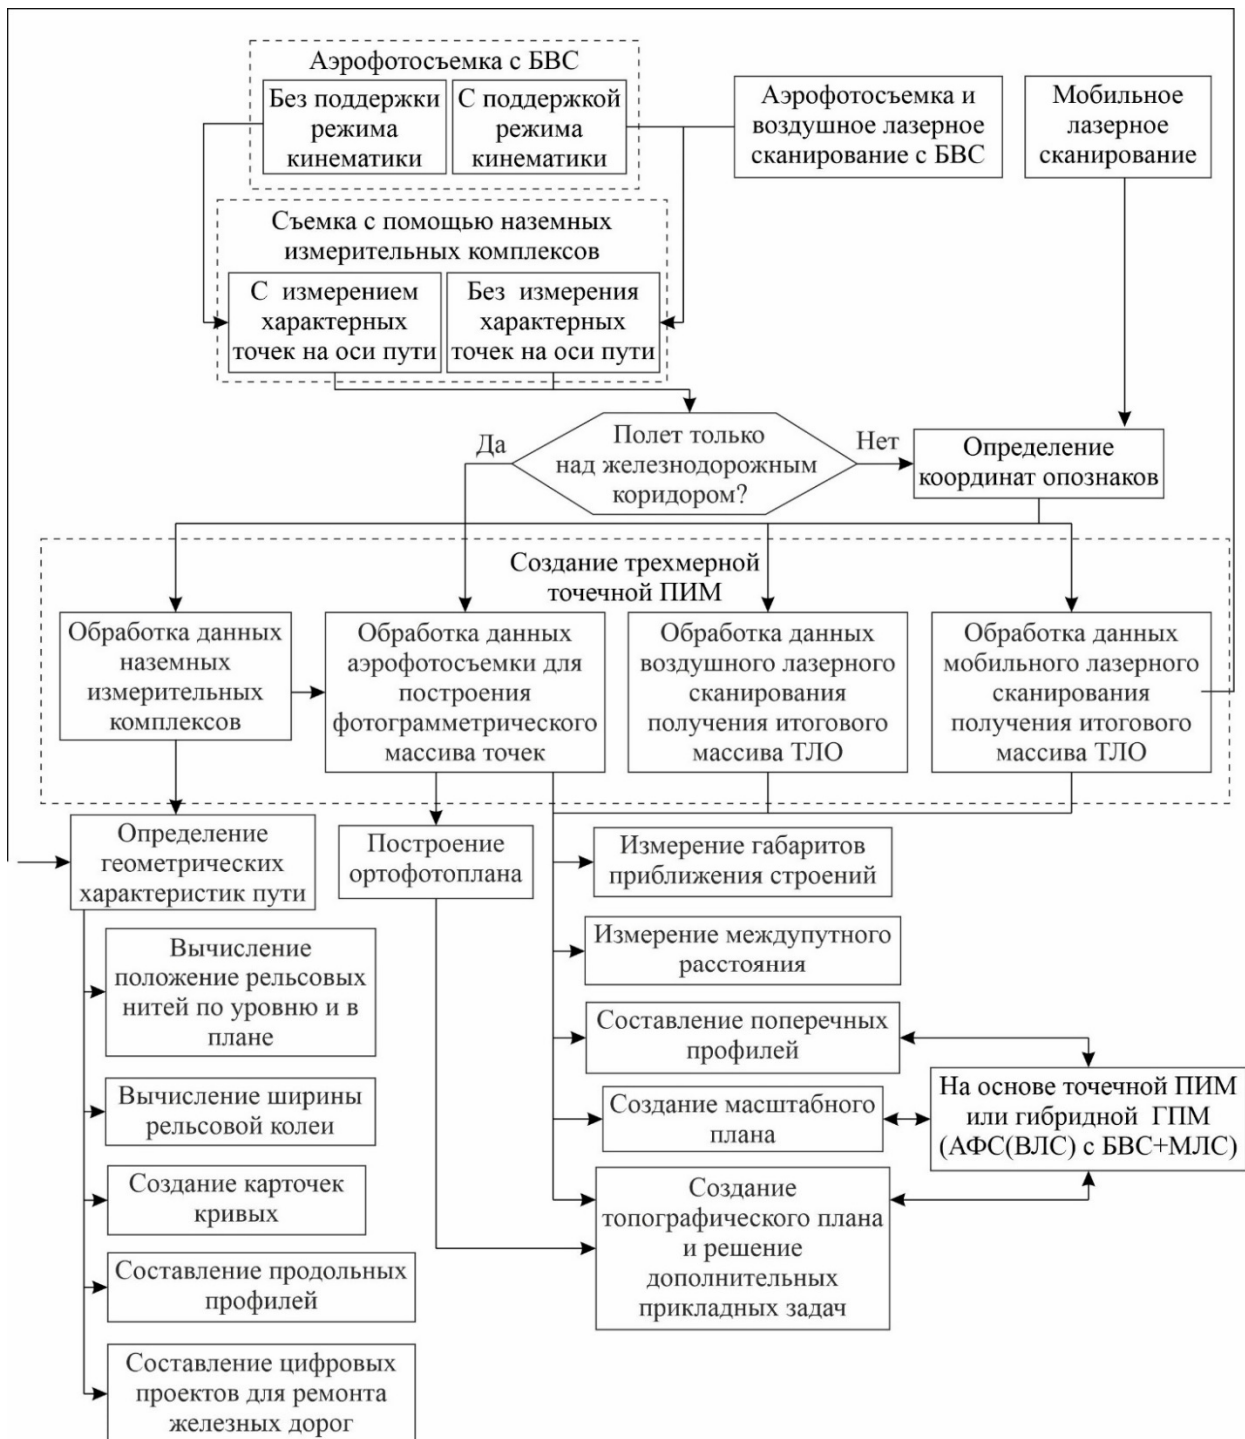 Аэрофотосъемка с БВС
Без поддержки
режима
кинематики
С поддержкой
режима
кинематики
Аэрофотосъемка и
воздушное лазерное
сканирование с БВС
Мобильное
лазерное
сканирование
Съемка с помощью наземных
измерительных комплексов
С измерением
характерных
точек на оси пути
Без измерения
характерных
точек на оси пути
Да
Полет только
над железнодорожным
коридором?
Нет
Определение
координат опознаков
Создание трехмерной
точечной ПИМ
Обработка данных
наземных
измерительных
комплексов
Обработка данных
аэрофотосъемки для
построения
фотограмметрического
массива точек
Обработка данных
воздушного лазерного
сканирования
получения итогового
массива ТЛО
Обработка данных
мобильного лазерного
сканирования
получения итогового
массива ТЛО
Определение
геометрических
характеристик пути
Построение
ортофотоплана
Измерение габаритов
приближения строений
Вычисление
положение рельсовых
нитей по уровню и в
плане
Измерение междупутного
расстояния
Составление поперечных
профилей
Вычисление ширины
рельсовой колеи
Создание масштабного
плана
На основе точечной ПИМ
или гибридной ГПМ
(АФС(ВЛС) с БВС+МЛС)
Создание карточек
кривых
Создание
топографического плана
и решение
дополнительных
прикладных задач
Составление продольных
профилей
Составление цифровых
проектов для ремонта
железных дорог